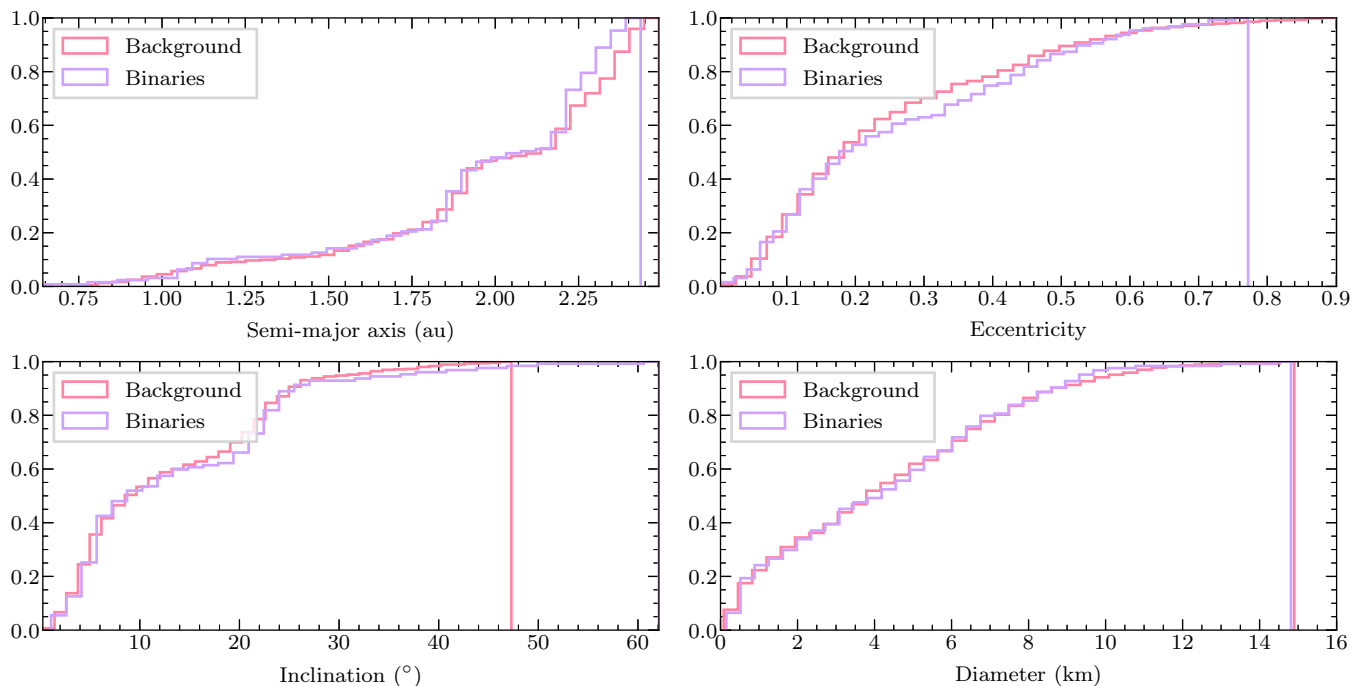 1.0
0.8
0.6
0.4
0.2
0.0
Background
Binaries
0.75 1.00 1.25 1.50 1.75 2.00 2.25
Semi-major axis (au)
1.0
0.8
0.6
0.4
0.2
0.0
Background
Binaries
0.1 0.2 0.3 0.4 0.5 0.6 0.7 0.8 0.9
Eccentricity
1.0
0.8
0.6
0.4
0.2
0.0
Background
Binaries
10 20 30 40 50 60
Inclination (°)
1.0
0.8
0.6
0.4
0.2
0.0
Background
Binaries
0 2 4 6 8 10 12 14 16
Diameter (km)